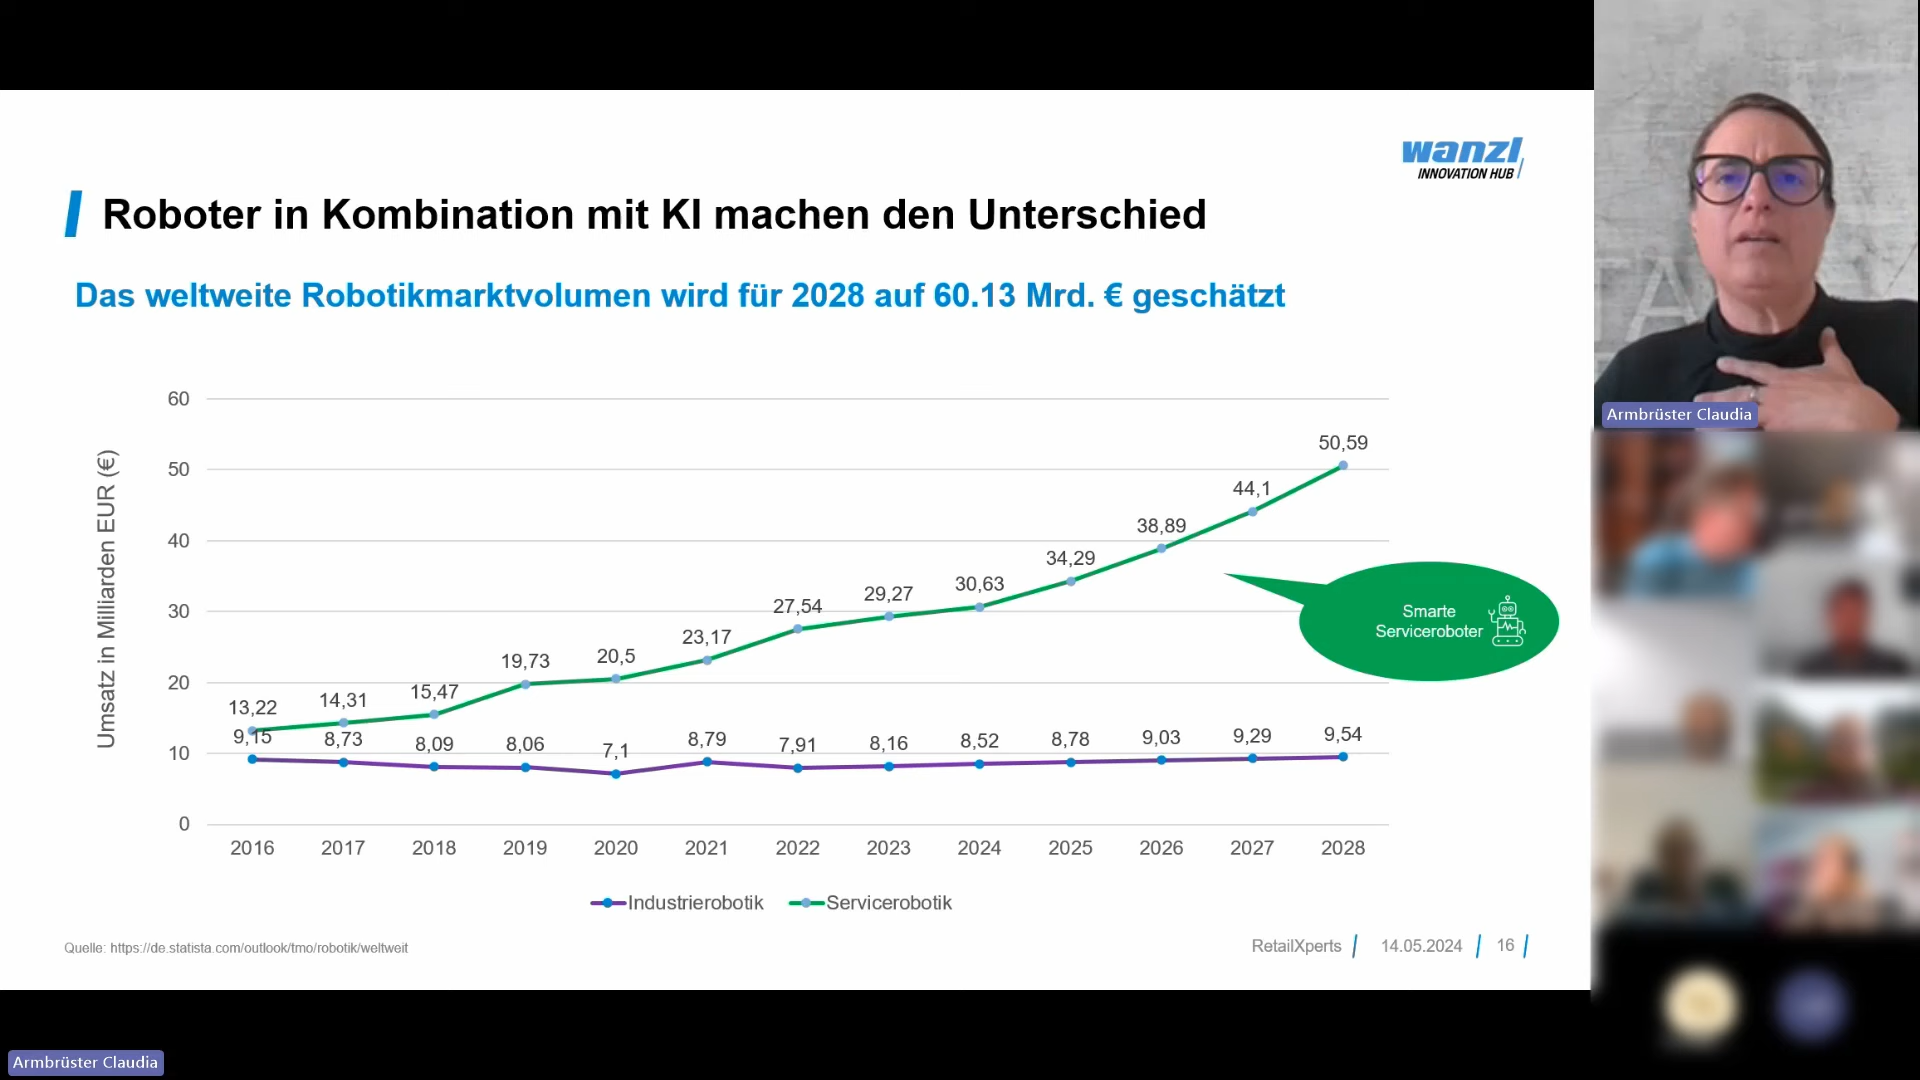 wanzl
INNOVATION HUB
Roboter in Kombination mit KI machen den Unterschied
Das weltweite Robotikmarktvolumen wird für 2028 auf 60.13 Mrd. € geschätzt
Umsatz in Milliarden EUR (€)
60
50
40
30
20
10
0
13,22
14,31
15,47
19,73
20,5
23,17
27,54
29,27
30,63
34,29
38,89
44,1
50,59
9,15
8,73
8,09
8,06
7,1
8,79
7,91
8,16
8,52
8,78
9,03
9,29
9,54
Smarte
Serviceroboter
2016 2017 2018 2019 2020 2021 2022 2023 2024 2025 2026 2027 2028
Industrierobotik Servicerobotik
Quelle: https://de.statista.com/outlook/tmo/robotik/weltweit
RetailXperts 14.05.2024 16
Armbrüster Claudia
Armbrüster Claudia